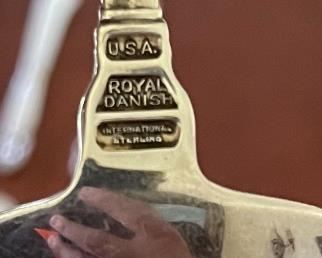 U.S.A.
ROYAL
DANISH
INTERNATIONAL
STERLING